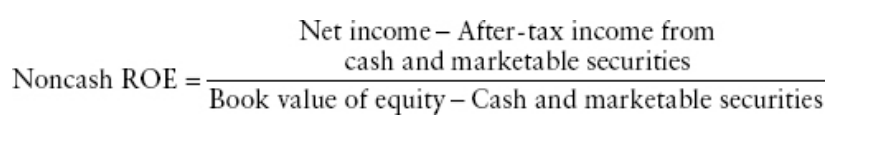 Net income – After-tax income from
cash and marketable securities
Noncash ROE =
Book value of equity – Cash and marketable securities